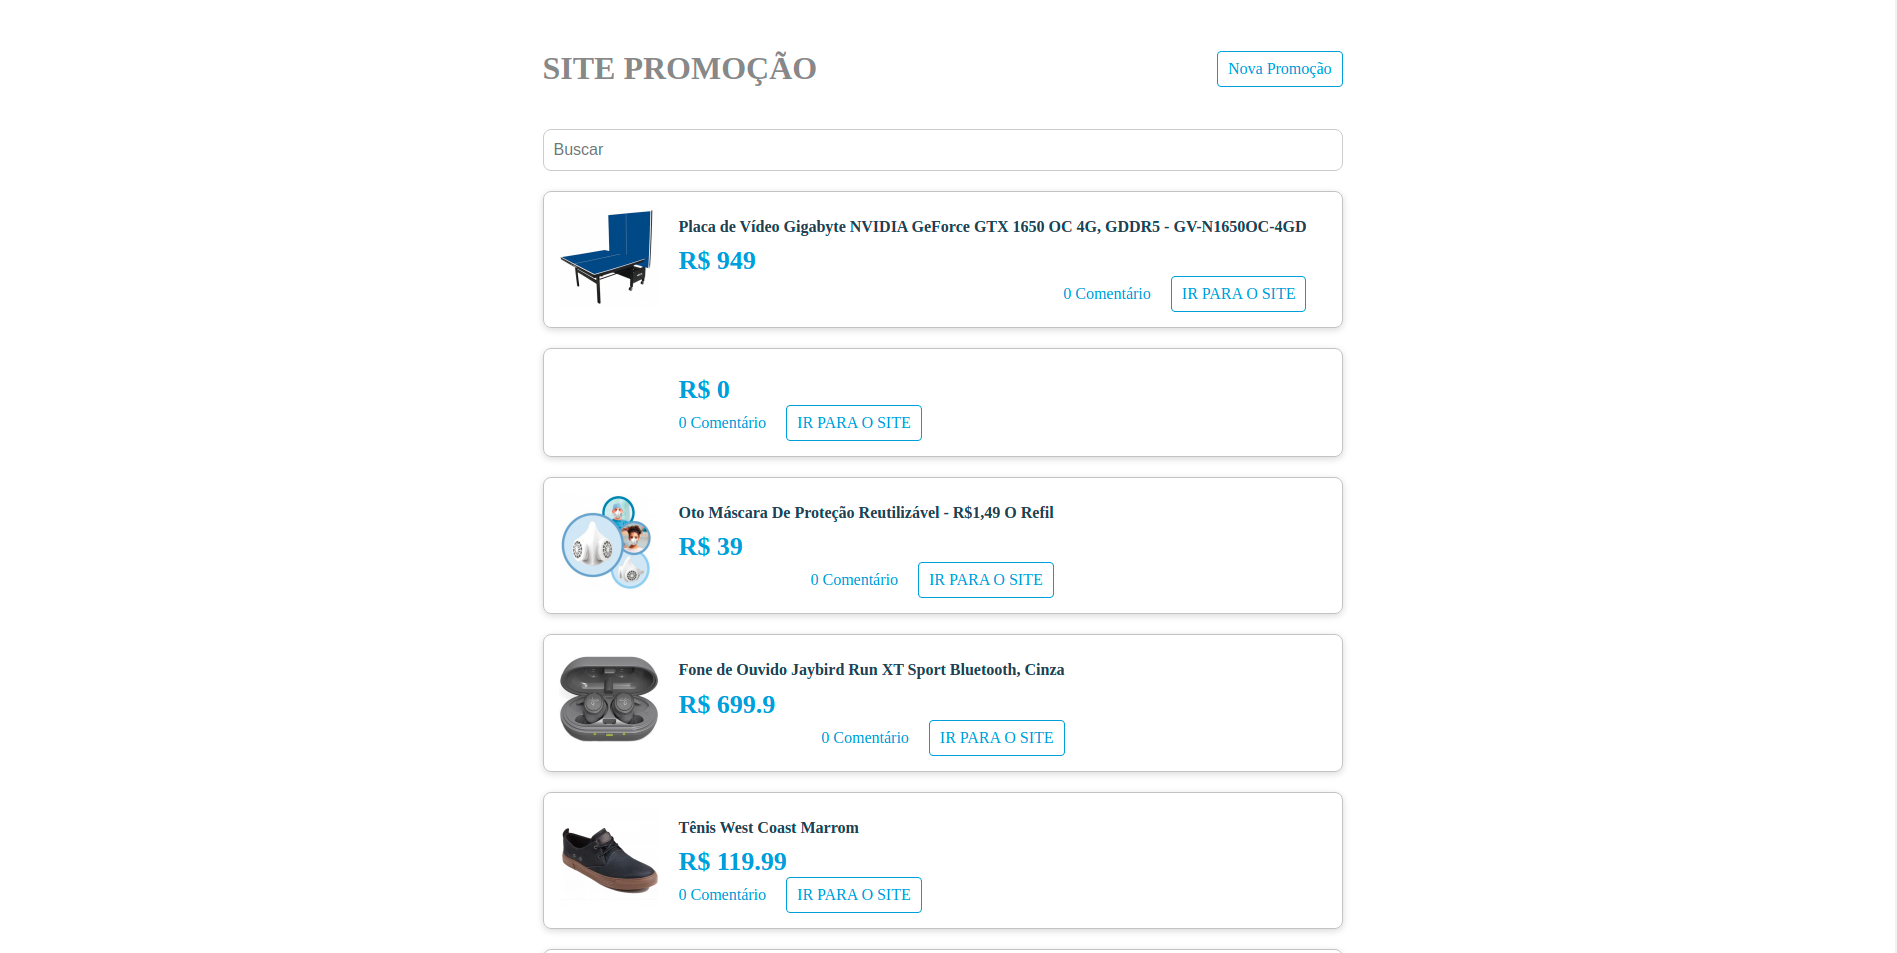 SITE PROMOÇÃO
Nova Promoção
Buscar
Placa de Vídeo Gigabyte NVIDIA GeForce GTX 1650 OC 4G, GDDR5 - GV-N1650OC-4GD
R$ 949
0 Comentário
IR PARA O SITE
R$ 0
0 Comentário
IR PARA O SITE
Oto Máscara De Proteção Reutilizável - R$1,49 O Refil
R$ 39
0 Comentário
IR PARA O SITE
Fone de Ouvido Jaybird Run XT Sport Bluetooth, Cinza
R$ 699.9
0 Comentário
IR PARA O SITE
Tênis West Coast Marrom
R$ 119.99
0 Comentário
IR PARA O SITE